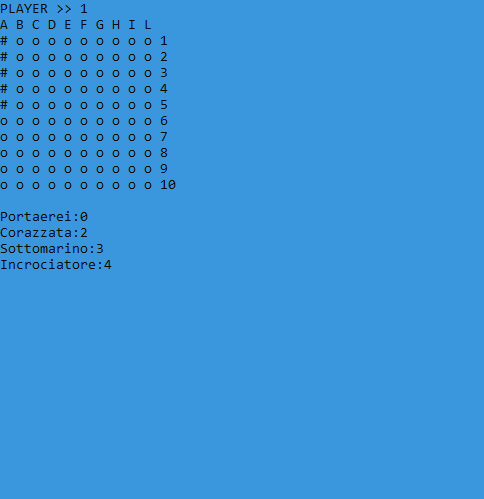 PLAYER >> 1
A B C D E F G H I L
# o o o o o o o o o 1
# o o o o o o o o o 2
# o o o o o o o o o 3
# o o o o o o o o o 4
# o o o o o o o o o 5
o o o o o o o o o o 6
o o o o o o o o o o 7
o o o o o o o o o o 8
o o o o o o o o o o 9
o o o o o o o o o o 10
Portaerei:0
Corazzata:2
Sottomarino:3
Incrociatore:4